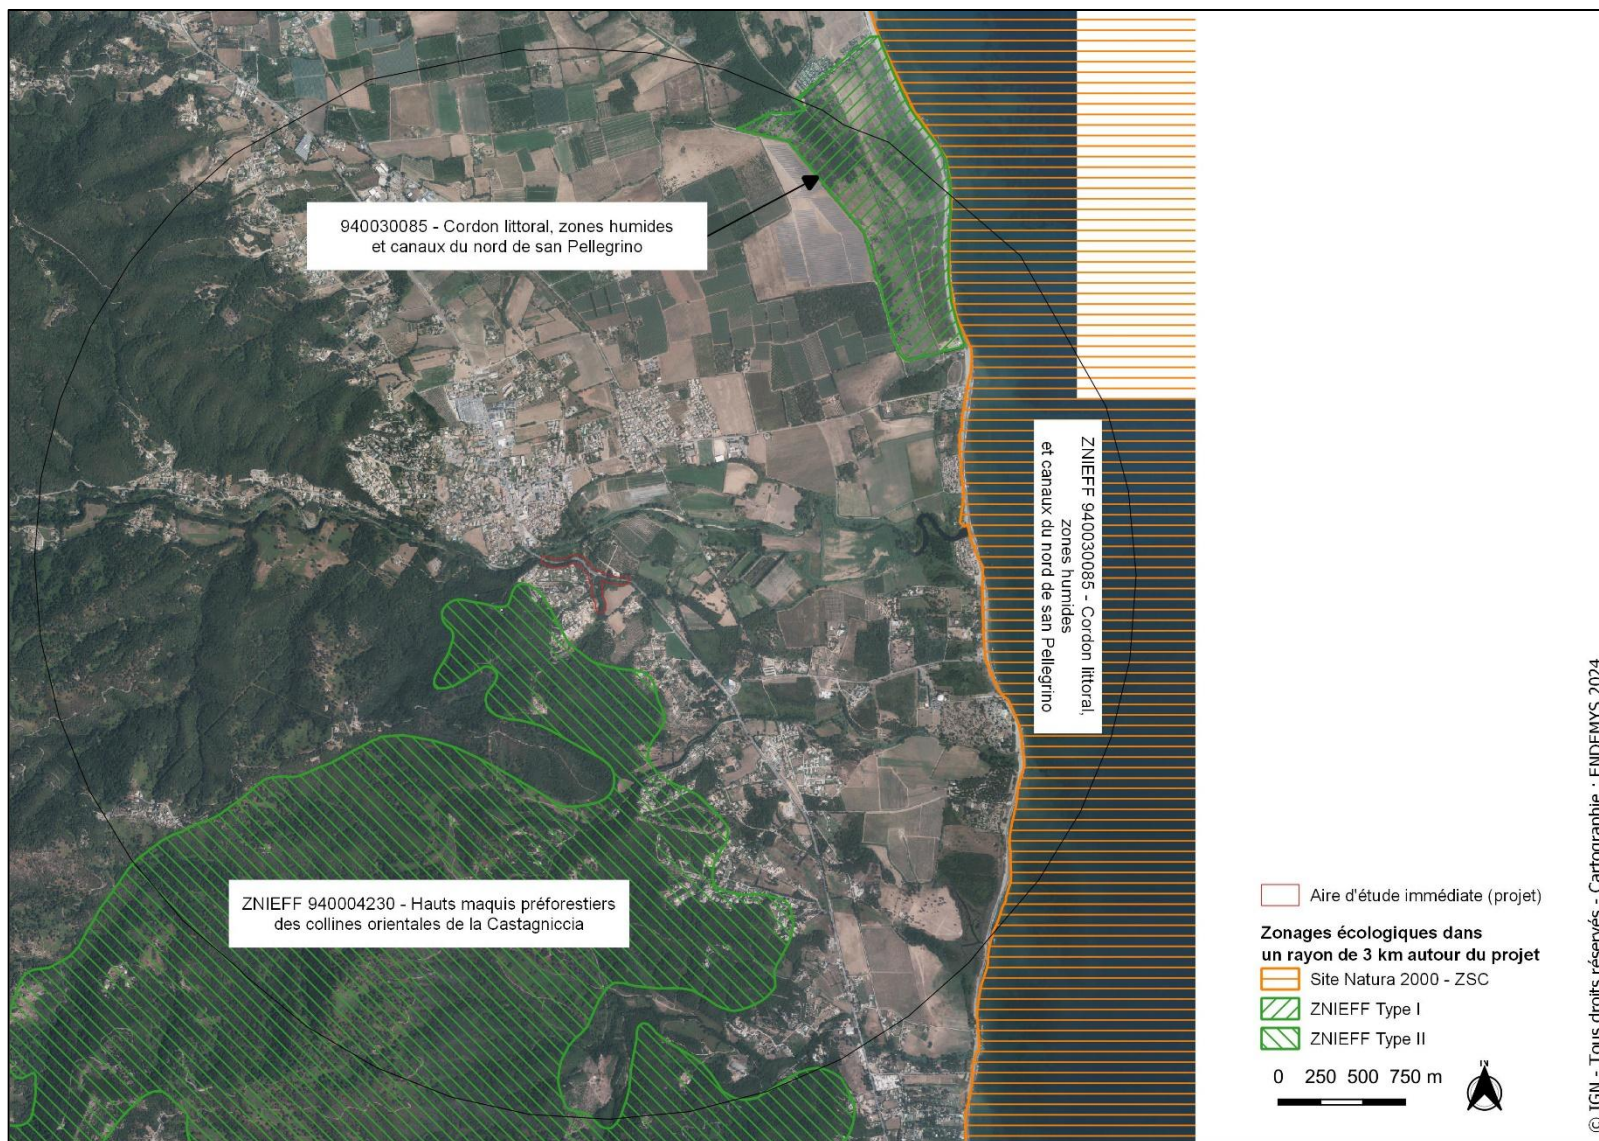 940030085 - Cordon littoral, zones humides
et canaux du nord de san Pellegrino
ZNIEFF 940030085 - Cordon littoral,
zones humides
et canaux du nord de san Pellegrino
ZNIEFF 940004230 - Hauts maquis préforestiers
des collines orientales de la Castagniccia
Aire d'étude immédiate (projet)
Zonages écologiques dans
un rayon de 3 km autour du projet
Site Natura 2000 - ZSC
ZNIEFF Type I
ZNIEFF Type II
0 250 500 750 m
N
© IGN - Tous droits réservés - Cartographie : ENDEMYS, 2024